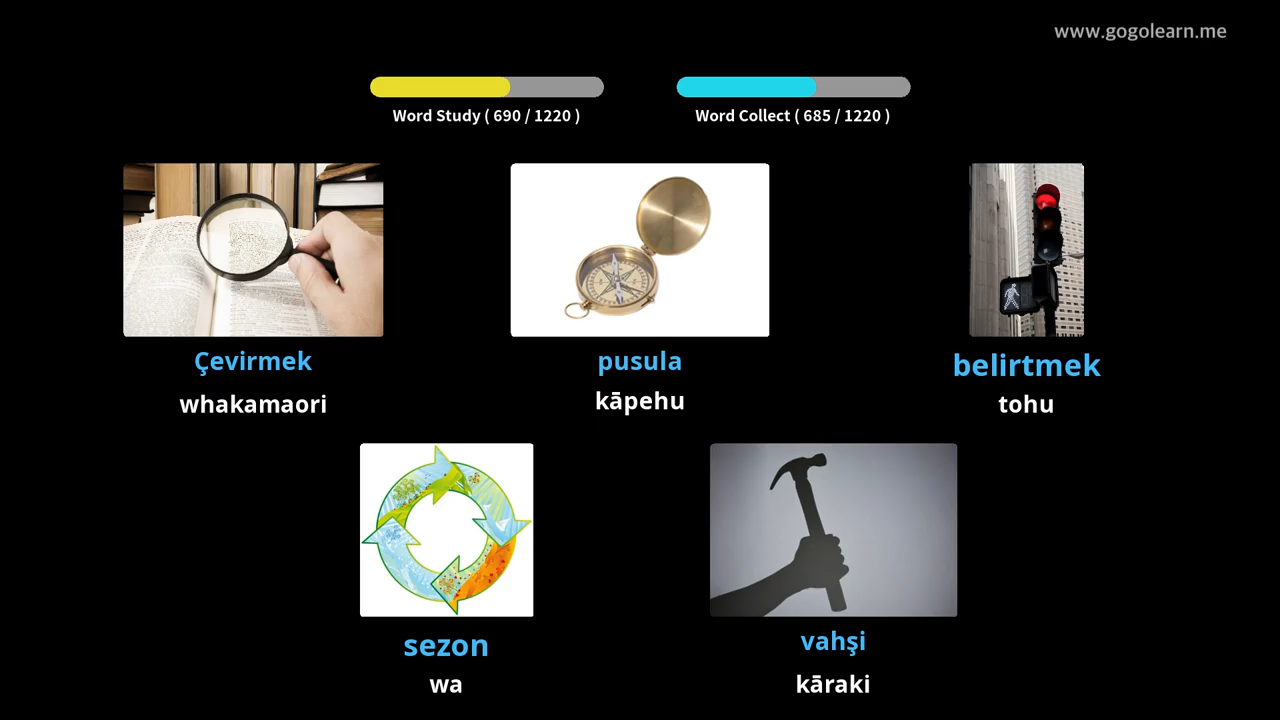 www.gogolearn.me
Word Study ( 690 / 1220 )
Word Collect ( 685 / 1220 )
Çevirmek
whakamaori
pusula
kāpehu
belirtmek
tohu
sezon
wa
vahşi
kāraki